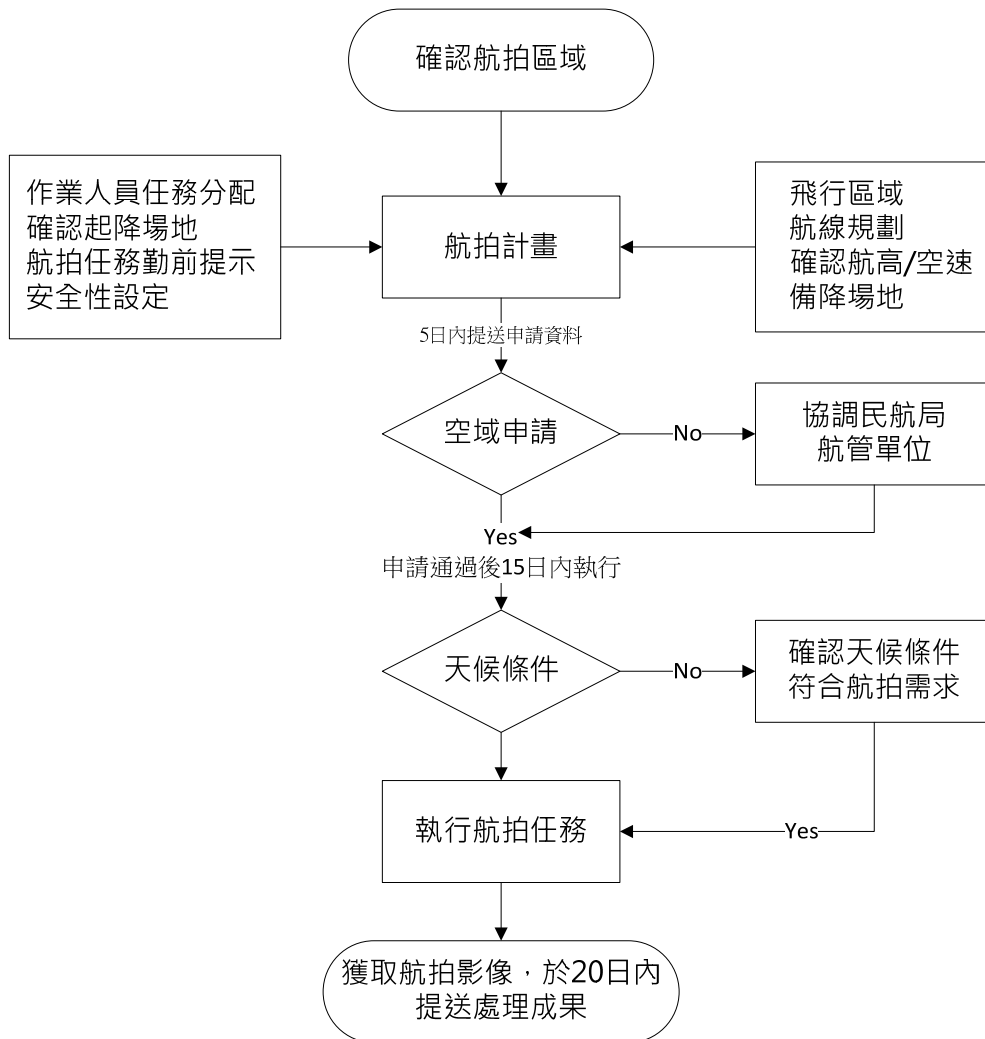 確認航拍區域
作業人員任務分配
確認起降場地
航拍任務勤前提示
安全性設定
航拍計畫
飛行區域
航線規劃
確認航高/空速
備降場地
5日內提送申請資料
空域申請
No
協調民航局
航管單位
Yes
申請通過後15日內執行
天候條件
No
確認天候條件
符合航拍需求
執行航拍任務
Yes
獲取航拍影像，於20日內
提送處理成果